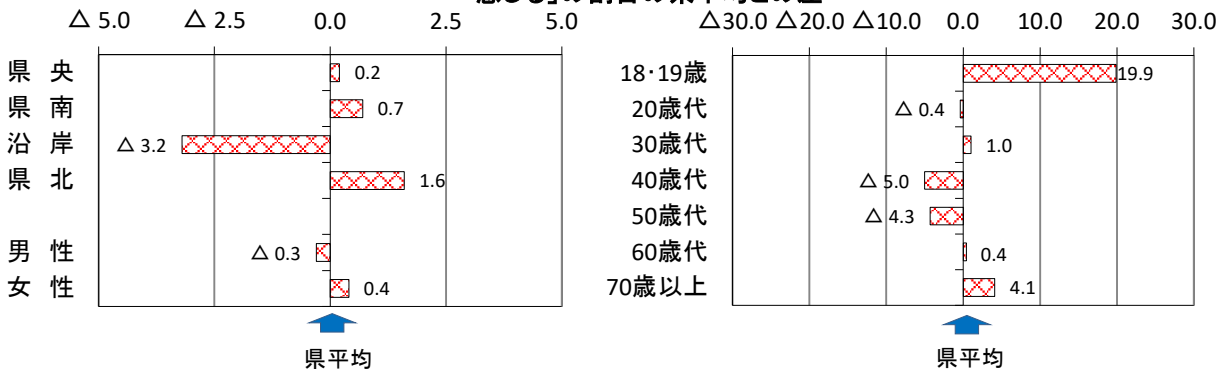 △ 5.0 △ 2.5 0.0 2.5 5.0
県 央 0.2
県 南 0.7
沿 岸 △ 3.2
県 北 1.6
男 性 △ 0.3
女 性 0.4
県平均
△30.0 △20.0 △10.0 0.0 10.0 20.0 30.0
18･19歳 19.9
20歳代 △ 0.4
30歳代 1.0
40歳代 △ 5.0
50歳代 △ 4.3
60歳代 0.4
70歳以上 4.1
県平均